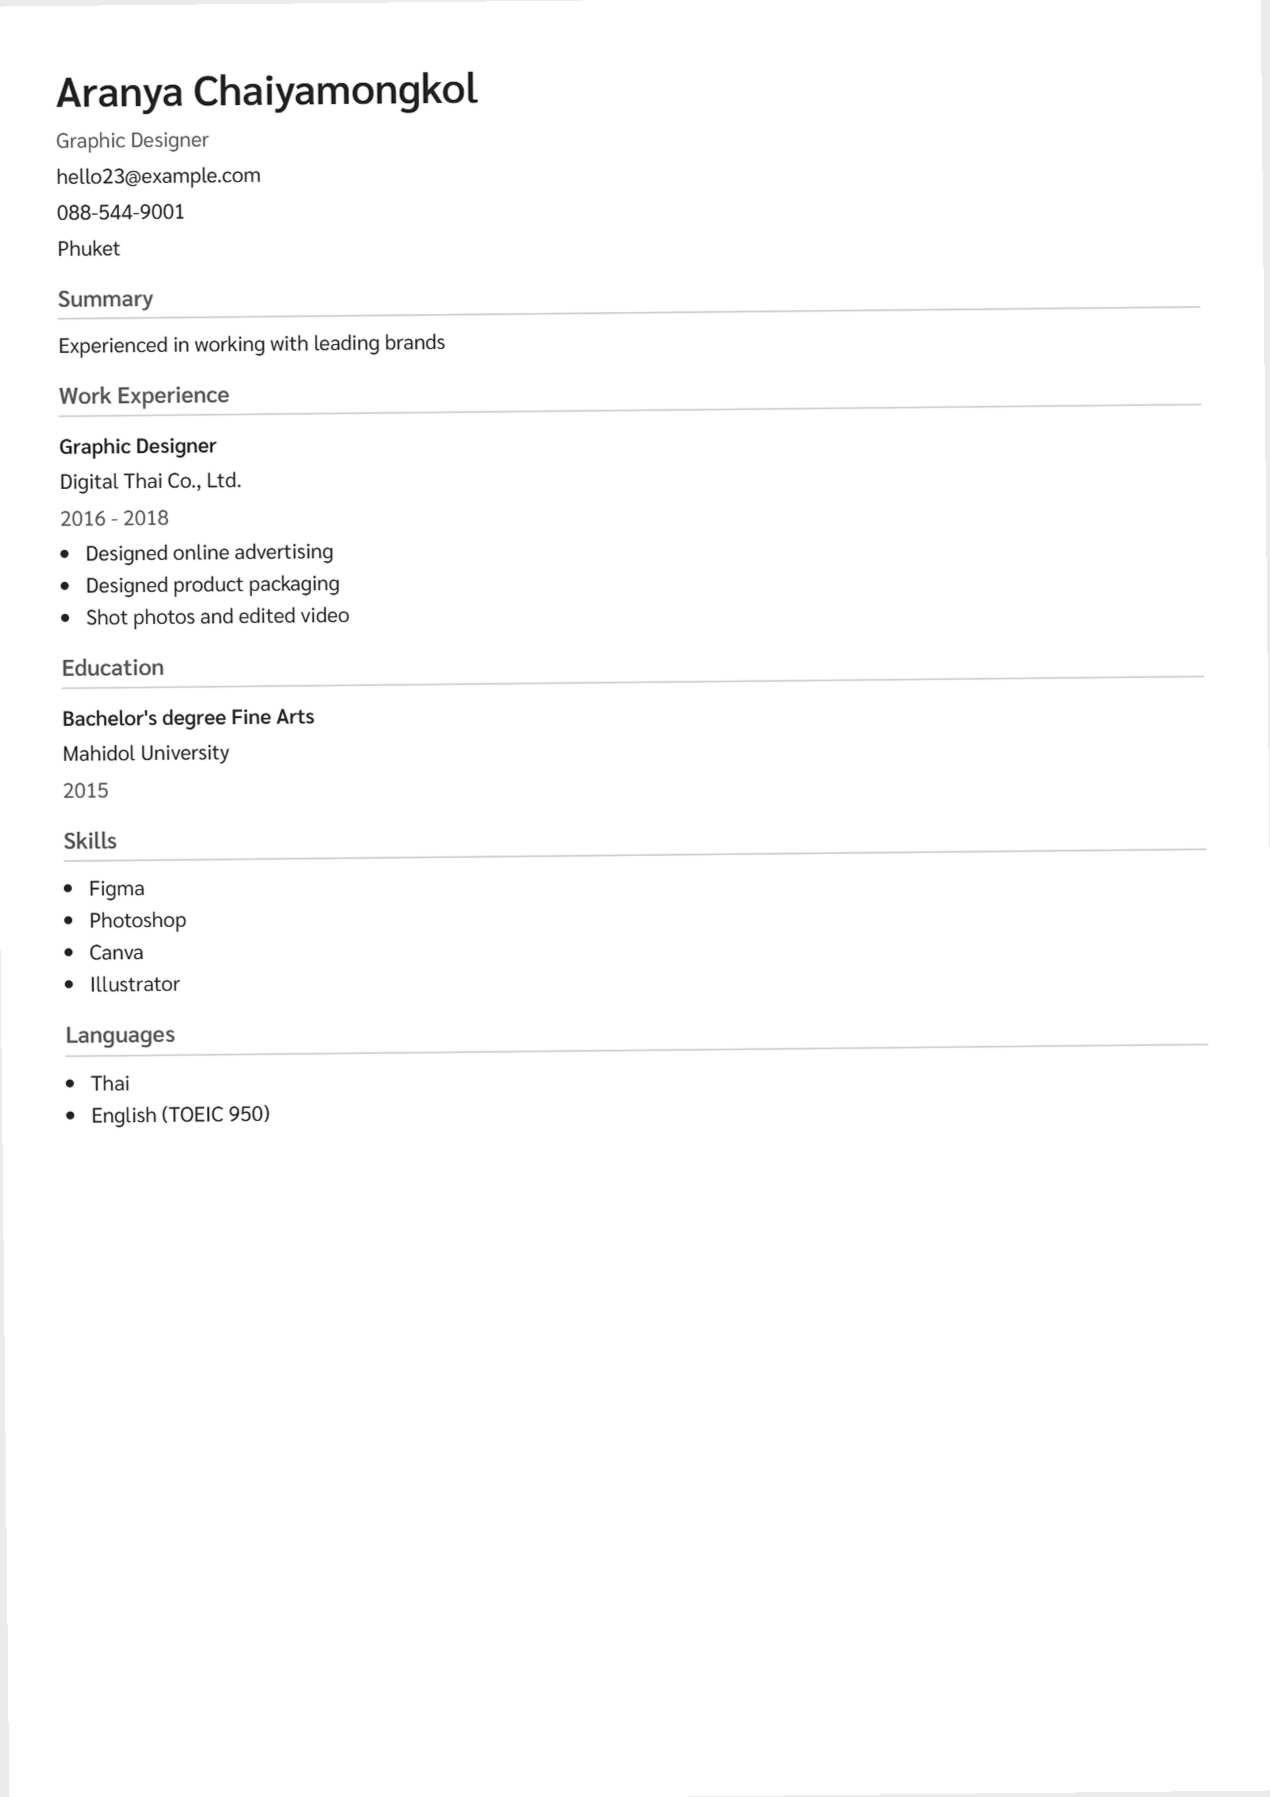 Aranya Chaiyamongkol
Graphic Designer
hello23@example.com
088-544-9001
Phuket
Summary
Experienced in working with leading brands
Work Experience
Graphic Designer
Digital Thai Co., Ltd.
2016 - 2018
• Designed online advertising
• Designed product packaging
• Shot photos and edited video
Education
Bachelor's degree Fine Arts
Mahidol University
2015
Skills
• Figma
• Photoshop
• Canva
• Illustrator
Languages
• Thai
• English (TOEIC 950)